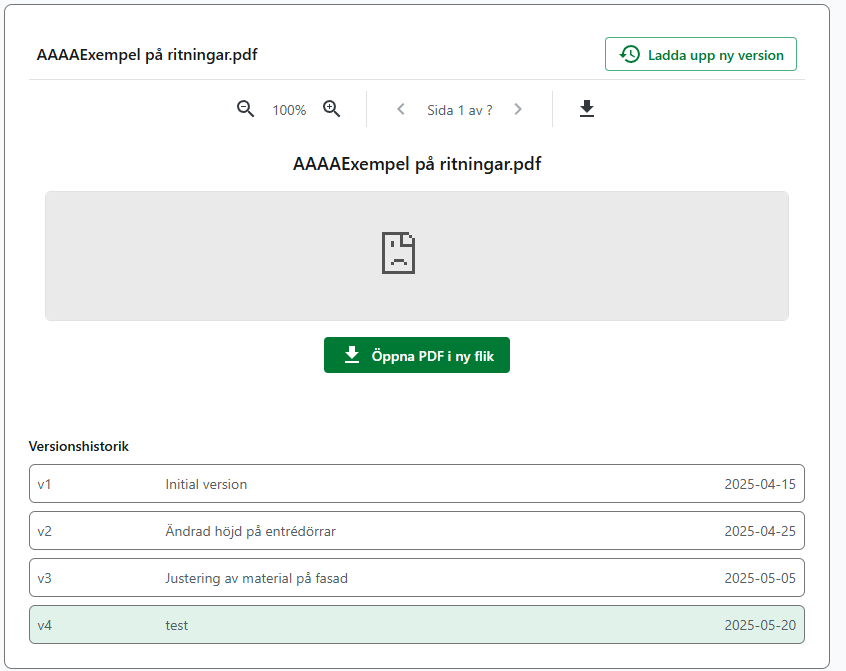 AAAAExempel på ritningar.pdf
Ladda upp ny version
100%
Sida 1 av ?
AAAAExempel på ritningar.pdf
Öppna PDF i ny flik
Versionshistorik
v1 Initial version 2025-04-15
v2 Ändrad höjd på entrédörrar 2025-04-25
v3 Justering av material på fasad 2025-05-05
v4 test 2025-05-20